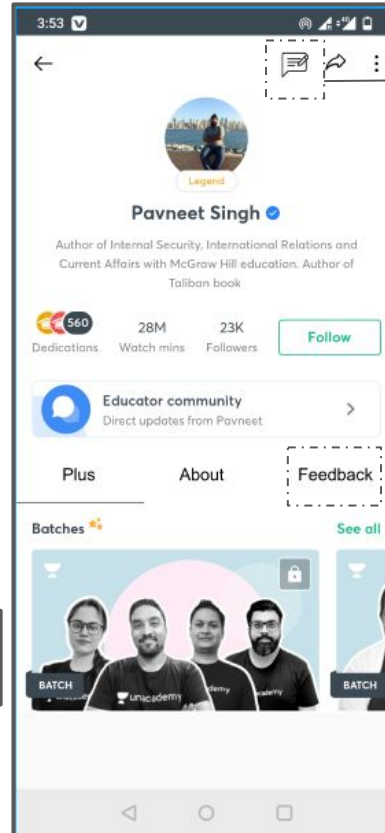 3:53
Legend
Pavneet Singh
Author of Internal Security, International Relations and
Current Affairs with McGraw Hill education. Author of
Taliban book
560
28M
23K
Dedications
Watch mins
Followers
Follow
Educator community
Direct updates from Pavneet
Plus
About
Feedback
Batches
See all
BATCH
unacademy
BATCH